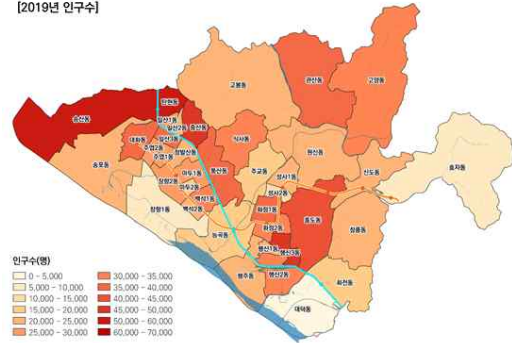 [2019년 인구수]
고양동
관산동
고봉동
탄현동
송산동
일산1동
일산2동
중산동
일산3동
식사동
대화동
주엽2동
정발산동
주엽1동
원산동
효자동
송포동
마두1동
풍산동
주교동
성사1동
신도동
장항2동
마두2동
성사2동
백석1동
장항1동
백석2동
화정1동
흥도동
창릉동
능곡동
화정2동
행신1동
행신3동
행주동
행신2동
화전동
대덕동
인구수(명)
0 - 5,000
5,000 - 10,000
10,000 - 15,000
15,000 - 20,000
20,000 - 25,000
25,000 - 30,000
30,000 - 35,000
35,000 - 40,000
40,000 - 45,000
45,000 - 50,000
50,000 - 60,000
60,000 - 70,000